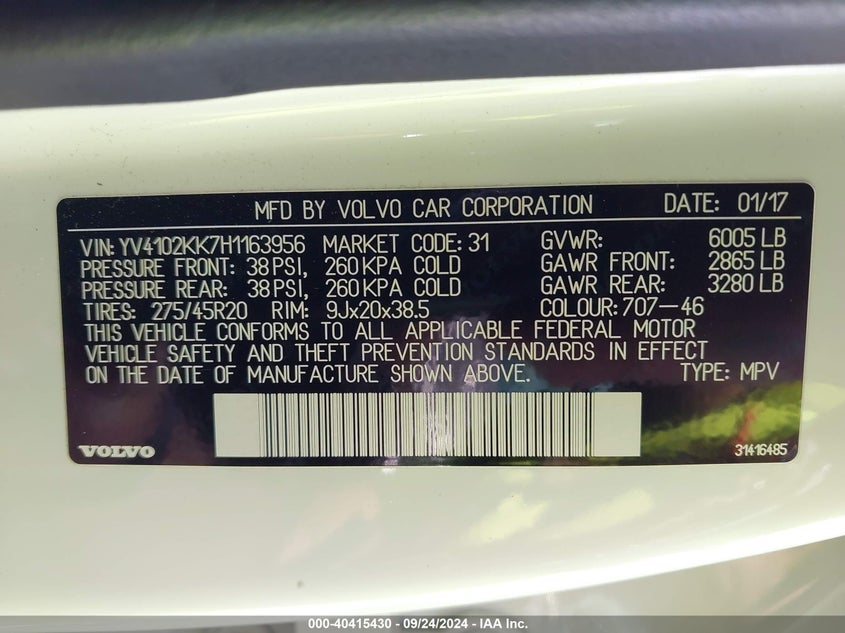 MFD BY VOLVO CAR CORPORATION DATE: 01/17
VIN: YV4102KK7H1163956 MARKET CODE: 31 GVWR: 6005 LB
PRESSURE FRONT: 38 PSI, 260 KPA COLD GAWR FRONT: 2865 LB
PRESSURE REAR: 38 PSI, 260 KPA COLD GAWR REAR: 3280 LB
TIRES: 275/45R20 RIM: 9Jx20x38.5 COLOUR: 707-46
THIS VEHICLE CONFORMS TO ALL APPLICABLE FEDERAL MOTOR
VEHICLE SAFETY AND THEFT PREVENTION STANDARDS IN EFFECT
ON THE DATE OF MANUFACTURE SHOWN ABOVE. TYPE: MPV
VOLVO 31416485
000-40415430 - 09/24/2024 - IAA Inc.